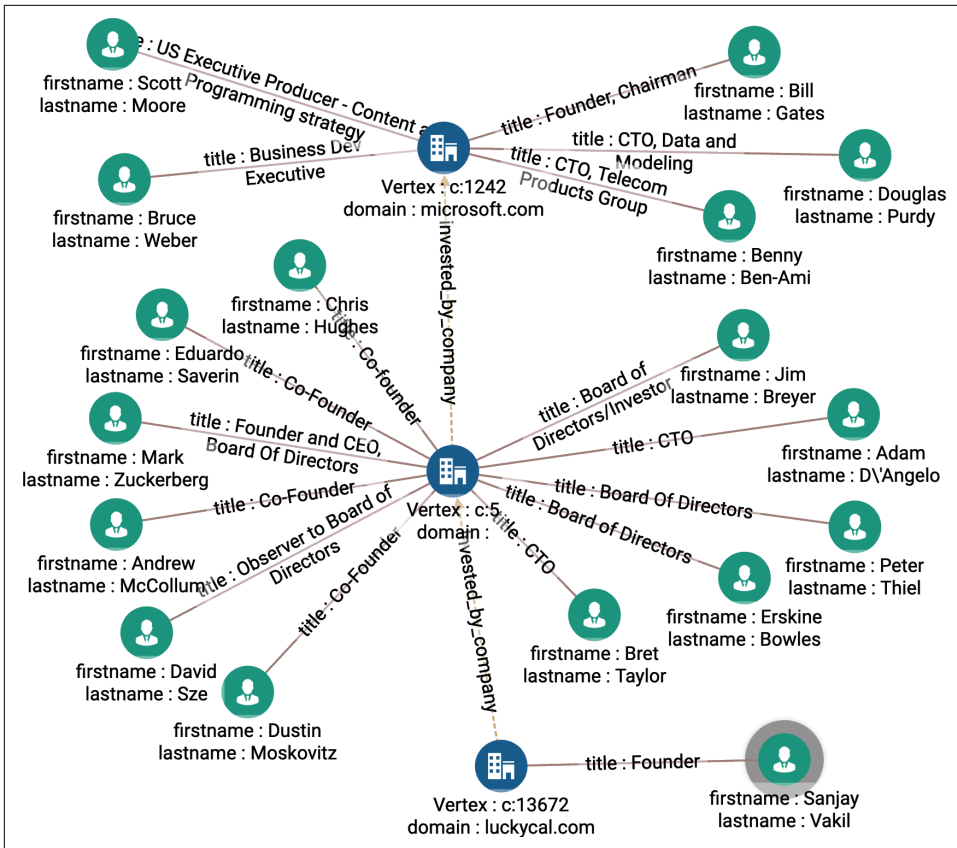 e : US Executive Producer - Content a
Programming strategy
firstname : Scott
lastname : Moore
title : Founder, Chairman
firstname : Bill
lastname : Gates
title : Business Dev
Executive
firstname : Bruce
lastname : Weber
title : CTO, Data and
Modeling
firstname : Douglas
lastname : Purdy
title : CTO, Telecom
Products Group
firstname : Benny
lastname : Ben-Ami
Vertex : c:1242
domain : microsoft.com
invested_by_company
firstname : Chris
lastname : Hughes
title : Co-founder
firstname : Eduardo
lastname : Saverin
title : Co-Founder
title : Board of
Directors/Investor
firstname : Jim
lastname : Breyer
title : Founder and CEO,
Board Of Directors
firstname : Mark
lastname : Zuckerberg
title : CTO
firstname : Adam
lastname : D\'Angelo
title : Co-Founder
firstname : Andrew
lastname : McCollum
Vertex : c:5
domain :
title : Board Of Directors
firstname : Peter
lastname : Thiel
title : Board of Directors
firstname : Erskine
lastname : Bowles
title : Observer to Board of
Directors
firstname : David
lastname : Sze
title : Co-Founder
firstname : Dustin
lastname : Moskovitz
title : CTO
firstname : Bret
lastname : Taylor
invested_by_company
Vertex : c:13672
domain : luckycal.com
title : Founder
firstname : Sanjay
lastname : Vakil